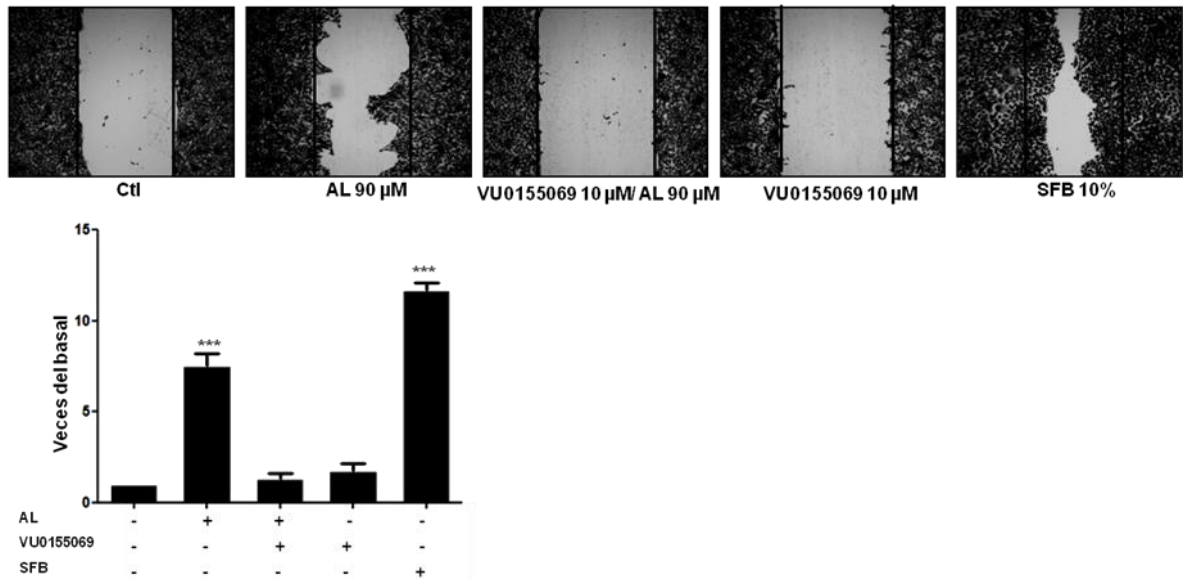 Ctl
AL 90 µM
VU0155069 10 µM/ AL 90 µM
VU0155069 10 µM
SFB 10%
Veces del basal
15
10
5
0
***
***
AL - + + - -
VU0155069 - - + + -
SFB - - - - +